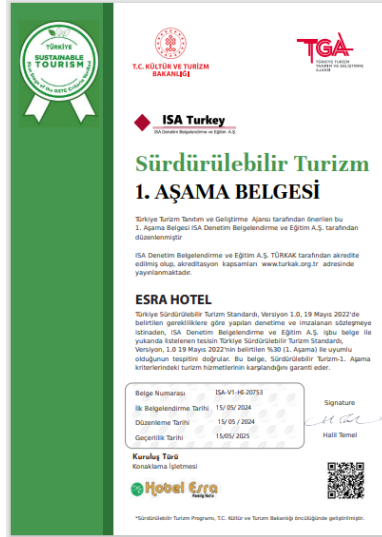 TÜRKİYE
SUSTAINABLE
TOURISM
T.C. KÜLTÜR VE TURİZM
BAKANLIĞI
TGA
TÜRKİYE TURİZM
TANITIM VE GELİŞTİRME
AJANSI
ISA Turkey
ISA Denetim Belgelendirme ve Eğitim A.Ş.
Sürdürülebilir Turizm
1. AŞAMA BELGESİ
Türkiye Turizm Tanıtım ve Geliştirme Ajansı tarafından önerilen bu
1. Aşama Belgesi ISA Denetim Belgelendirme ve Eğitim A.Ş. tarafından
düzenlenmiştir
ISA Denetim Belgelendirme ve Eğitim A.Ş. TÜRKAK tarafından akredite
edilmiş olup, akreditasyon kapsamları www.turkak.org.tr adresinde
yayınlanmaktadır.
ESRA HOTEL
Türkiye Sürdürülebilir Turizm Standardı, Versiyon 1.0, 19 Mayıs 2022'de
belirtilen gerekliliklere göre yapılan denetime ve imzalanan sözleşmeye
istinaden, ISA Denetim Belgelendirme ve Eğitim A.Ş. işbu belge ile
yukarıda listelenen tesisin Türkiye Sürdürülebilir Turizm Standardı,
Versiyon, 1.0 19 Mayıs 2022'nin belirtilen %30 (1. Aşama) ile uyumlu
olduğunun tespitini doğrular. Bu belge, Sürdürülebilir Turizm-1. Aşama
kriterlerindeki turizm hizmetlerinin karşılandığını garanti eder.
Belge Numarası ISA-V1-HI-20753
İlk Belgelendirme Tarihi 15/ 05/ 2024
Düzenleme Tarihi 15/ 05 / 2024
Geçerlilik Tarihi 15/05/ 2025
Signature
Halil Temel
Kuruluş Türü
Konaklama İşletmesi
Hotel Esra
*Sürdürülebilir Turizm Programı, T.C. Kültür ve Turizm Bakanlığı öncülüğünde geliştirilmiştir.